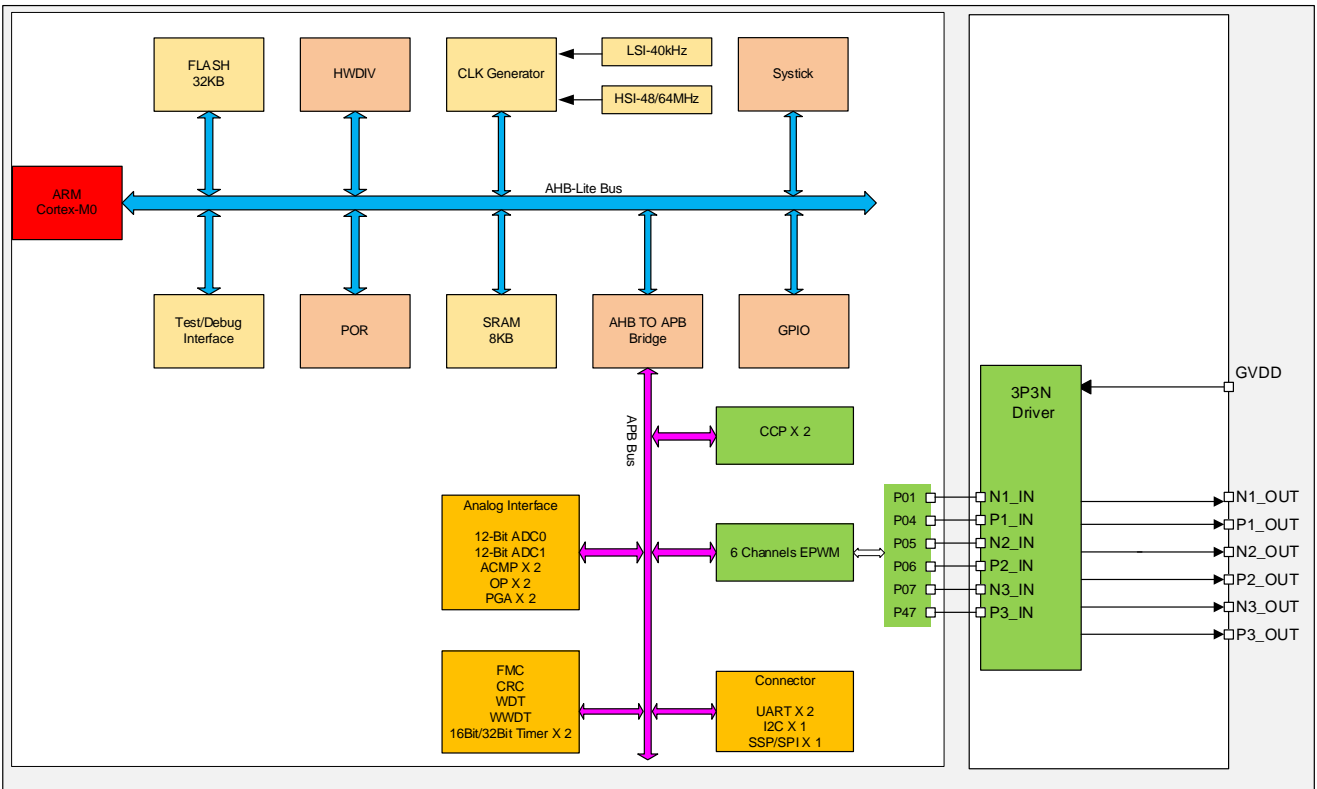 FLASH
32KB
HWDIV
CLK Generator
LSI-40kHz
HSI-48/64MHz
Systick
ARM
Cortex-M0
AHB-Lite Bus
Test/Debug
Interface
POR
SRAM
8KB
AHB TO APB
Bridge
GPIO
APB Bus
CCP X 2
Analog Interface
12-Bit ADC0
12-Bit ADC1
ACMP X 2
OP X 2
PGA X 2
6 Channels EPWM
P01
P04
P05
P06
P07
P47
FMC
CRC
WDT
WWDT
16Bit/32Bit Timer X 2
Connector
UART X 2
I2C X 1
SSP/SPI X 1
3P3N
Driver
N1_IN
P1_IN
N2_IN
P2_IN
N3_IN
P3_IN
GVDD
N1_OUT
P1_OUT
N2_OUT
P2_OUT
N3_OUT
P3_OUT